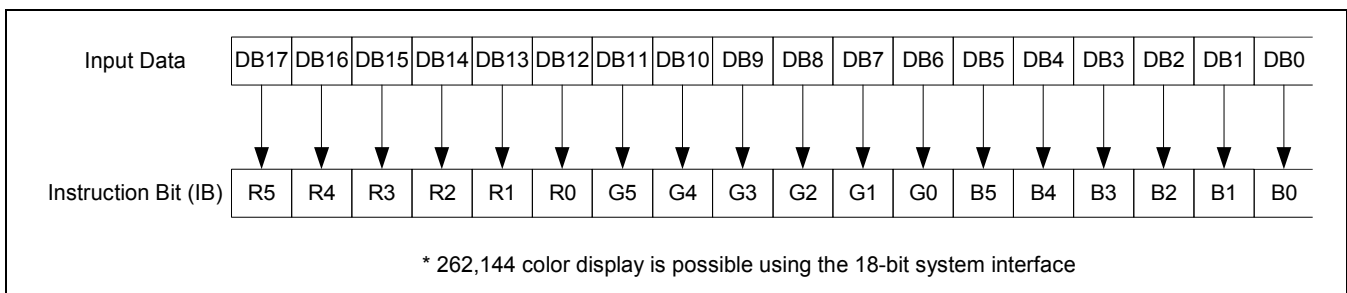 Input Data DB17 DB16 DB15 DB14 DB13 DB12 DB11 DB10 DB9 DB8 DB7 DB6 DB5 DB4 DB3 DB2 DB1 DB0
Instruction Bit (IB) R5 R4 R3 R2 R1 R0 G5 G4 G3 G2 G1 G0 B5 B4 B3 B2 B1 B0
* 262,144 color display is possible using the 18-bit system interface